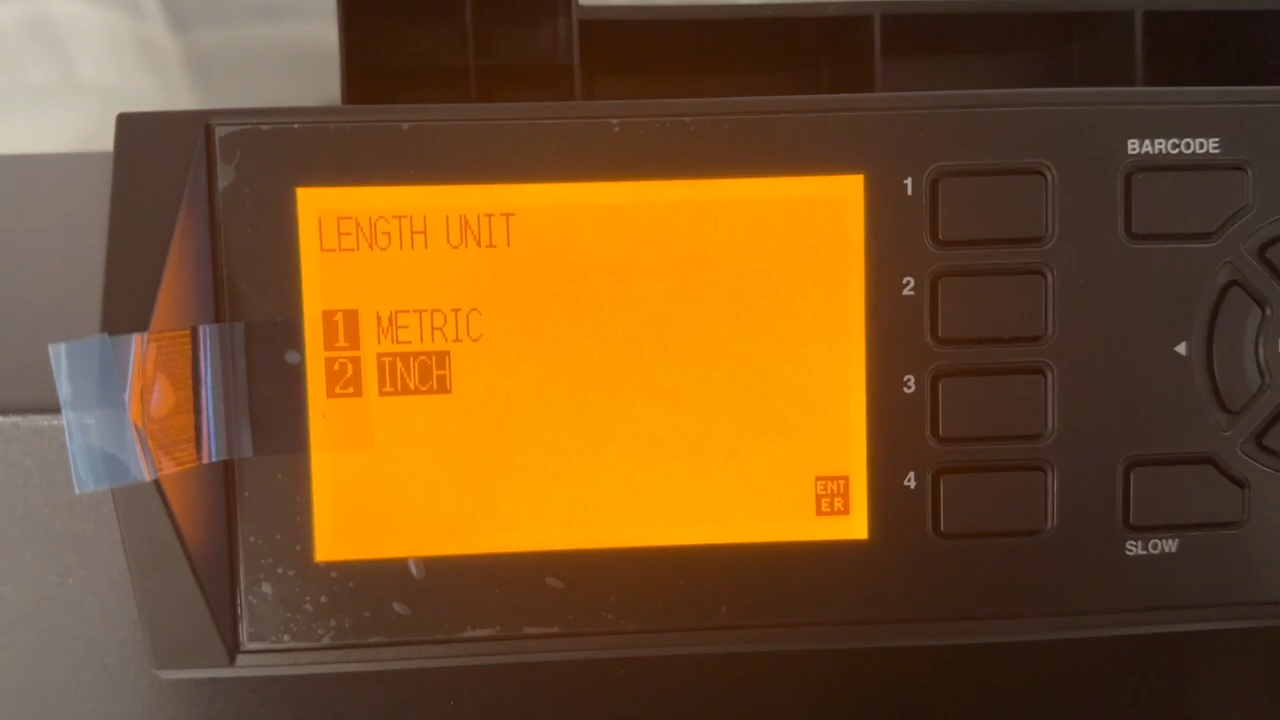 LENGTH UNIT
1 METRIC
2 INCH
ENT
ER
1
2
3
4
BARCODE
SLOW